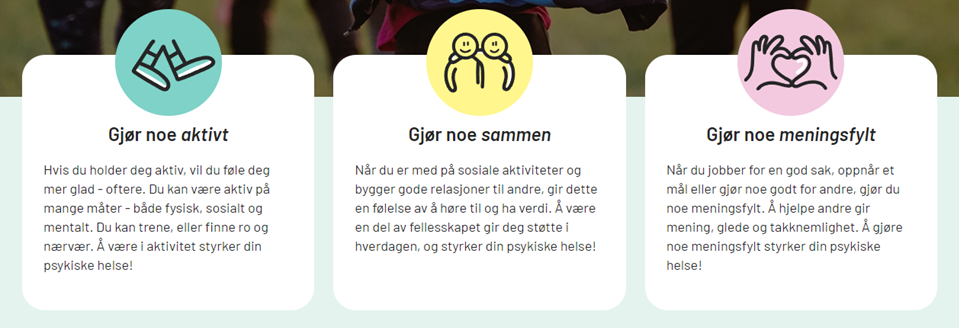 Gjør noe aktivt
Hvis du holder deg aktiv, vil du føle deg
mer glad - oftere. Du kan være aktiv på
mange måter - både fysisk, sosialt og
mentalt. Du kan trene, eller finne ro og
nærvær. Å være i aktivitet styrker din
psykiske helse!
Gjør noe sammen
Når du er med på sosiale aktiviteter og
bygger gode relasjoner til andre, gir dette
en følelse av å høre til og ha verdi. Å være
en del av fellesskapet gir deg støtte i
hverdagen, og styrker din psykiske helse!
Gjør noe meningsfylt
Når du jobber for en god sak, oppnår et
mål eller gjør noe godt for andre, gjør du
noe meningsfylt. Å hjelpe andre gir
mening, glede og takknemlighet. Å gjøre
noe meningsfylt styrker din psykiske
helse!